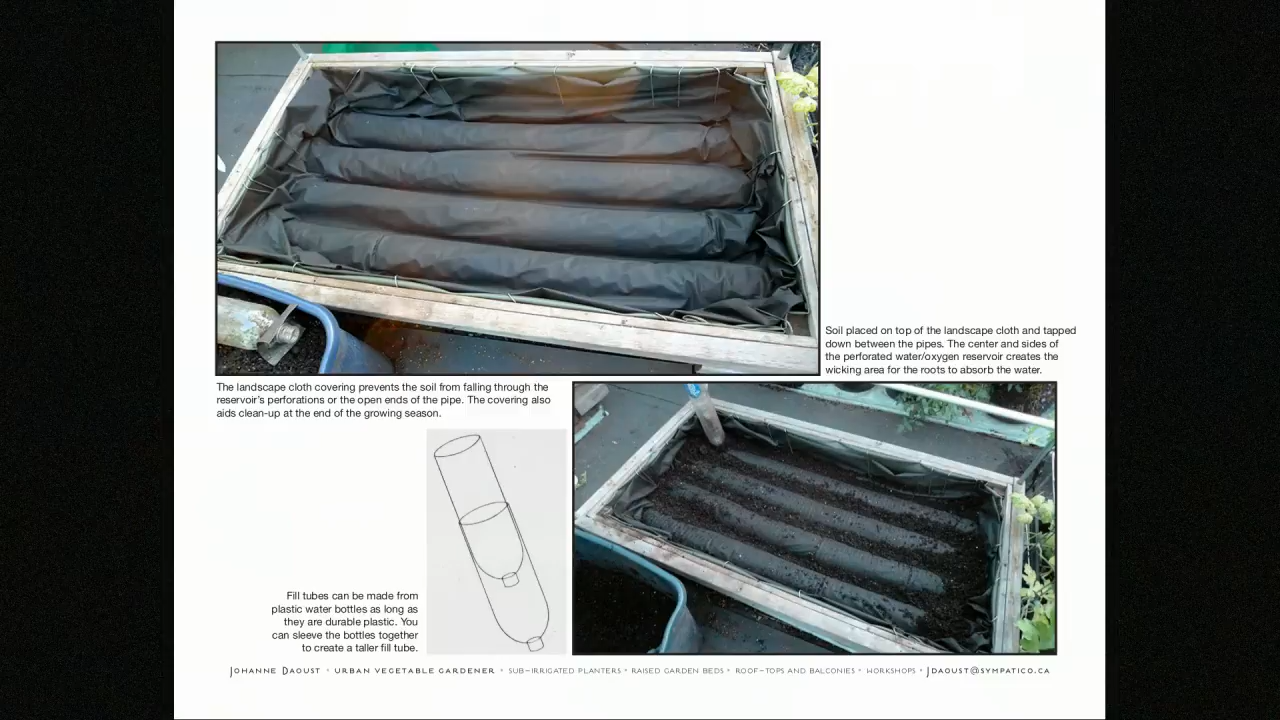 Soil placed on top of the landscape cloth and tapped
down between the pipes. The center and sides of
the perforated water/oxygen reservoir creates the
wicking area for the roots to absorb the water.
The landscape cloth covering prevents the soil from falling through the
reservoir's perforations or the open ends of the pipe. The covering also
aids clean-up at the end of the growing season.
Fill tubes can be made from
plastic water bottles as long as
they are durable plastic. You
can sleeve the bottles together
to create a taller fill tube.
Johanne Daoust • urban vegetable gardener • sub-irrigated planters • raised garden beds • roof-tops and balconies • workshops • jdaoust@sympatico.ca